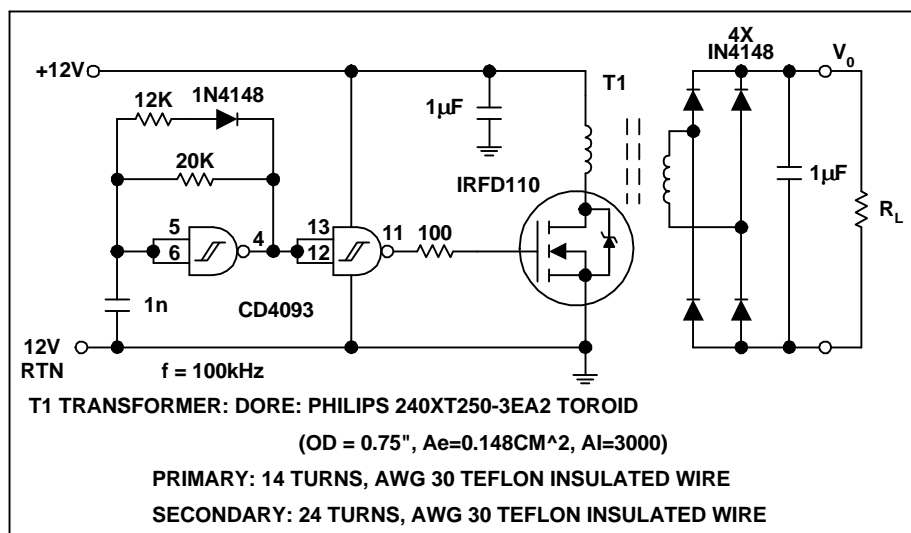 4X
IN4148
V0
+12V
T1
12K
1N4148
1μF
20K
IRFD110
1μF
RL
5
6
4
13
12
11
100
1n
CD4093
12V
RTN
f = 100kHz
T1 TRANSFORMER: DORE: PHILIPS 240XT250-3EA2 TOROID
(OD = 0.75", Ae=0.148CM^2, Al=3000)
PRIMARY: 14 TURNS, AWG 30 TEFLON INSULATED WIRE
SECONDARY: 24 TURNS, AWG 30 TEFLON INSULATED WIRE